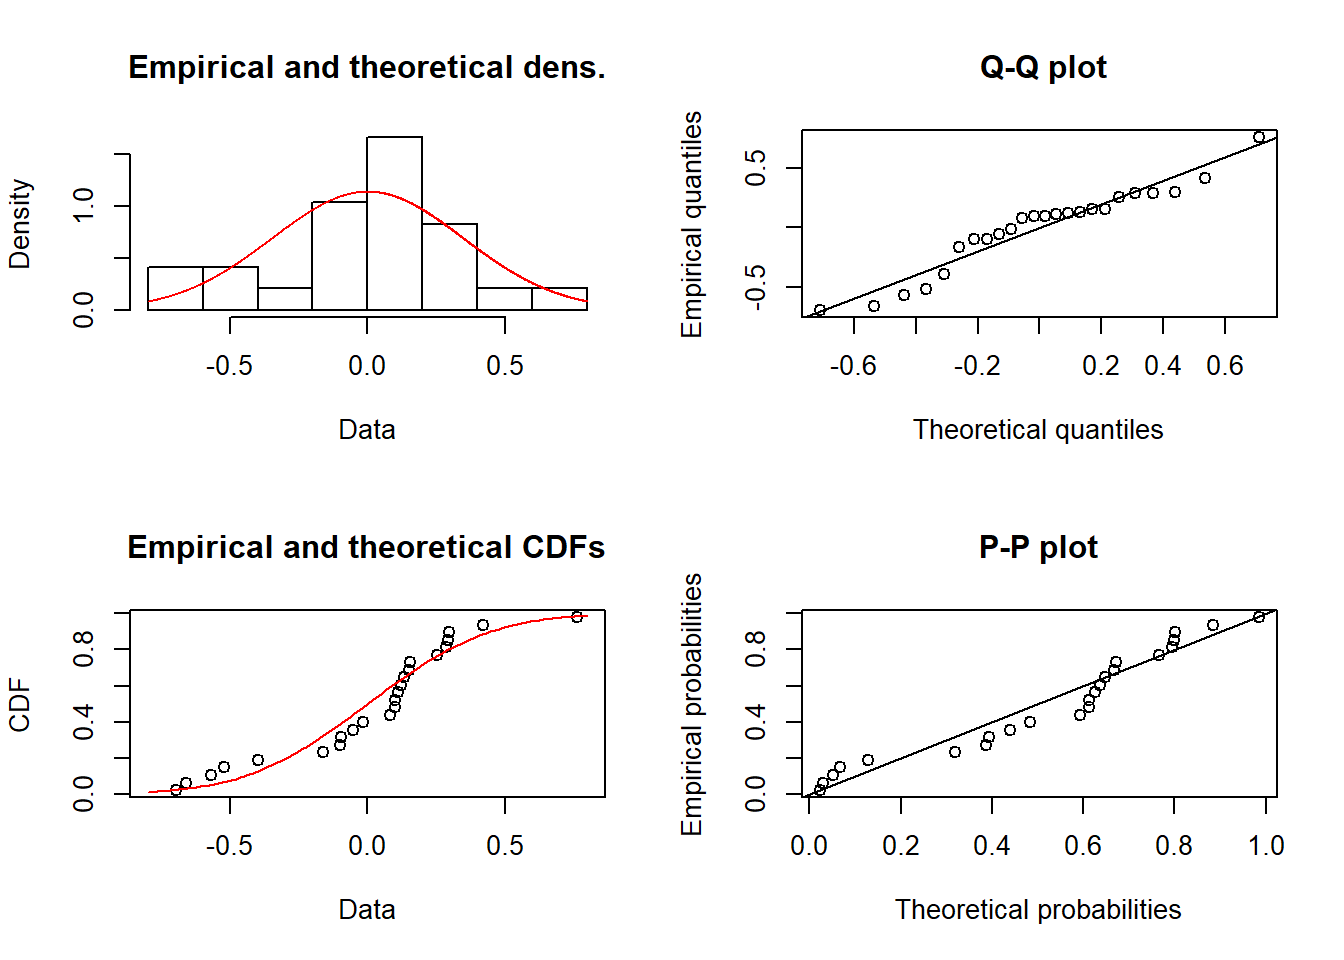 Empirical and theoretical dens.
Density
0.0 1.0
-0.5 0.0 0.5
Data
Q-Q plot
Empirical quantiles
-0.5 0.5
-0.6 -0.2 0.2 0.4 0.6
Theoretical quantiles
Empirical and theoretical CDFs
CDF
0.0 0.4 0.8
-0.5 0.0 0.5
Data
P-P plot
Empirical probabilities
0.0 0.4 0.8
0.0 0.2 0.4 0.6 0.8 1.0
Theoretical probabilities